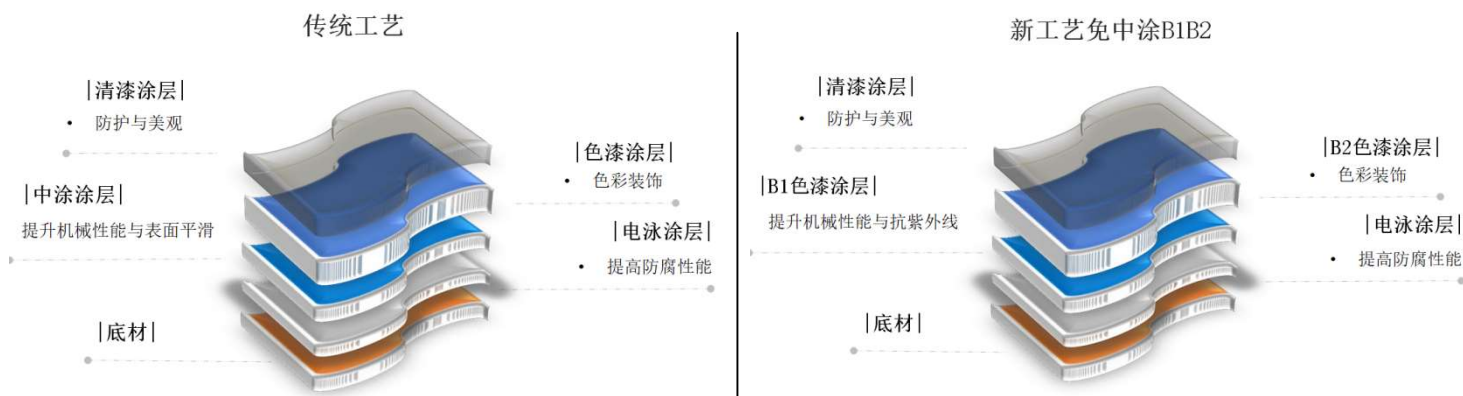 传统工艺
|清漆涂层|
• 防护与美观
|色漆涂层|
• 色彩装饰
|中涂涂层|
提升机械性能与表面平滑
|电泳涂层|
• 提高防腐性能
|底材|
新工艺免中涂B1B2
|清漆涂层|
• 防护与美观
|B2色漆涂层|
• 色彩装饰
|B1色漆涂层|
提升机械性能与抗紫外线
|电泳涂层|
• 提高防腐性能
|底材|